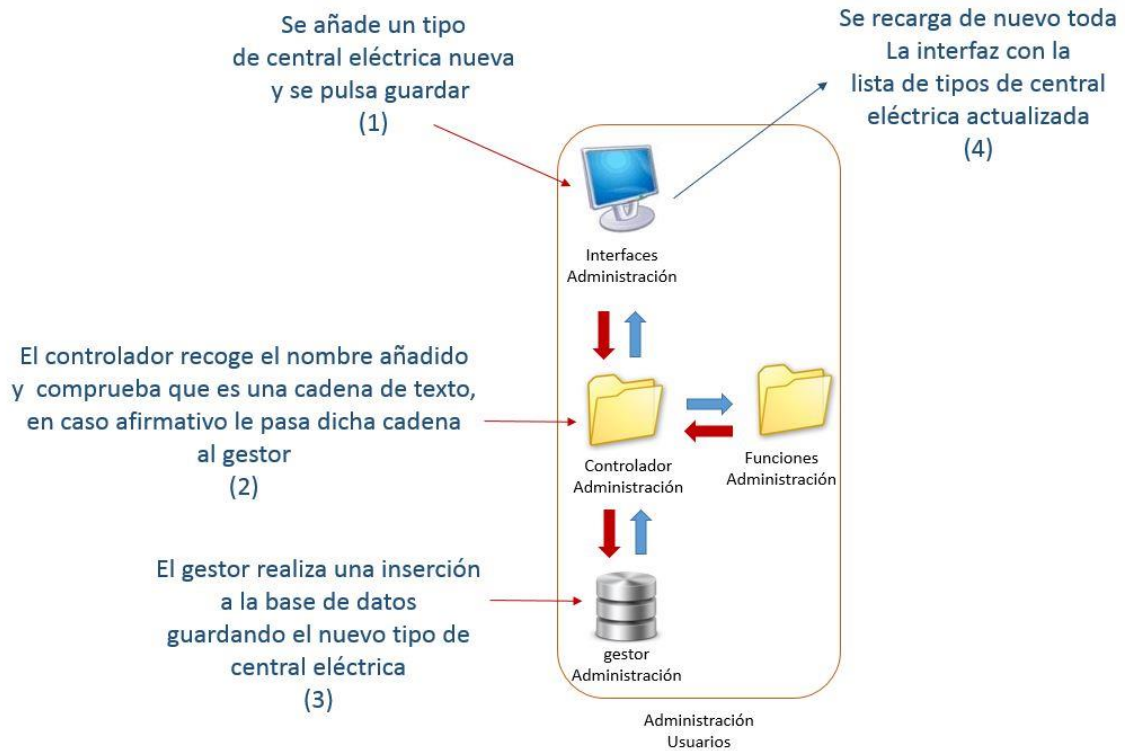 Se añade un tipo
de central eléctrica nueva
y se pulsa guardar
(1)
Se recarga de nuevo toda
La interfaz con la
lista de tipos de central
eléctrica actualizada
(4)
Interfaces
Administración
El controlador recoge el nombre añadido
y comprueba que es una cadena de texto,
en caso afirmativo le pasa dicha cadena
al gestor
(2)
Controlador
Administración
Funciones
Administración
El gestor realiza una inserción
a la base de datos
guardando el nuevo tipo de
central eléctrica
(3)
gestor
Administración
Administración
Usuarios